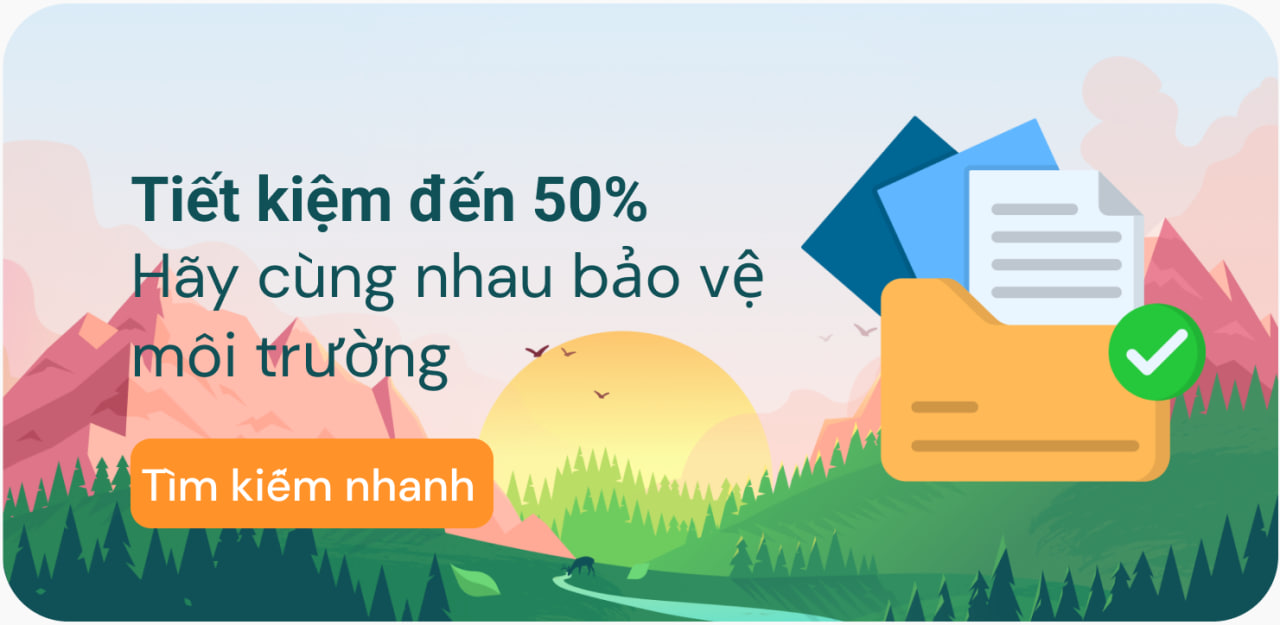 Tiết kiệm đến 50%
Hãy cùng nhau bảo vệ
môi trường
Tìm kiếm nhanh